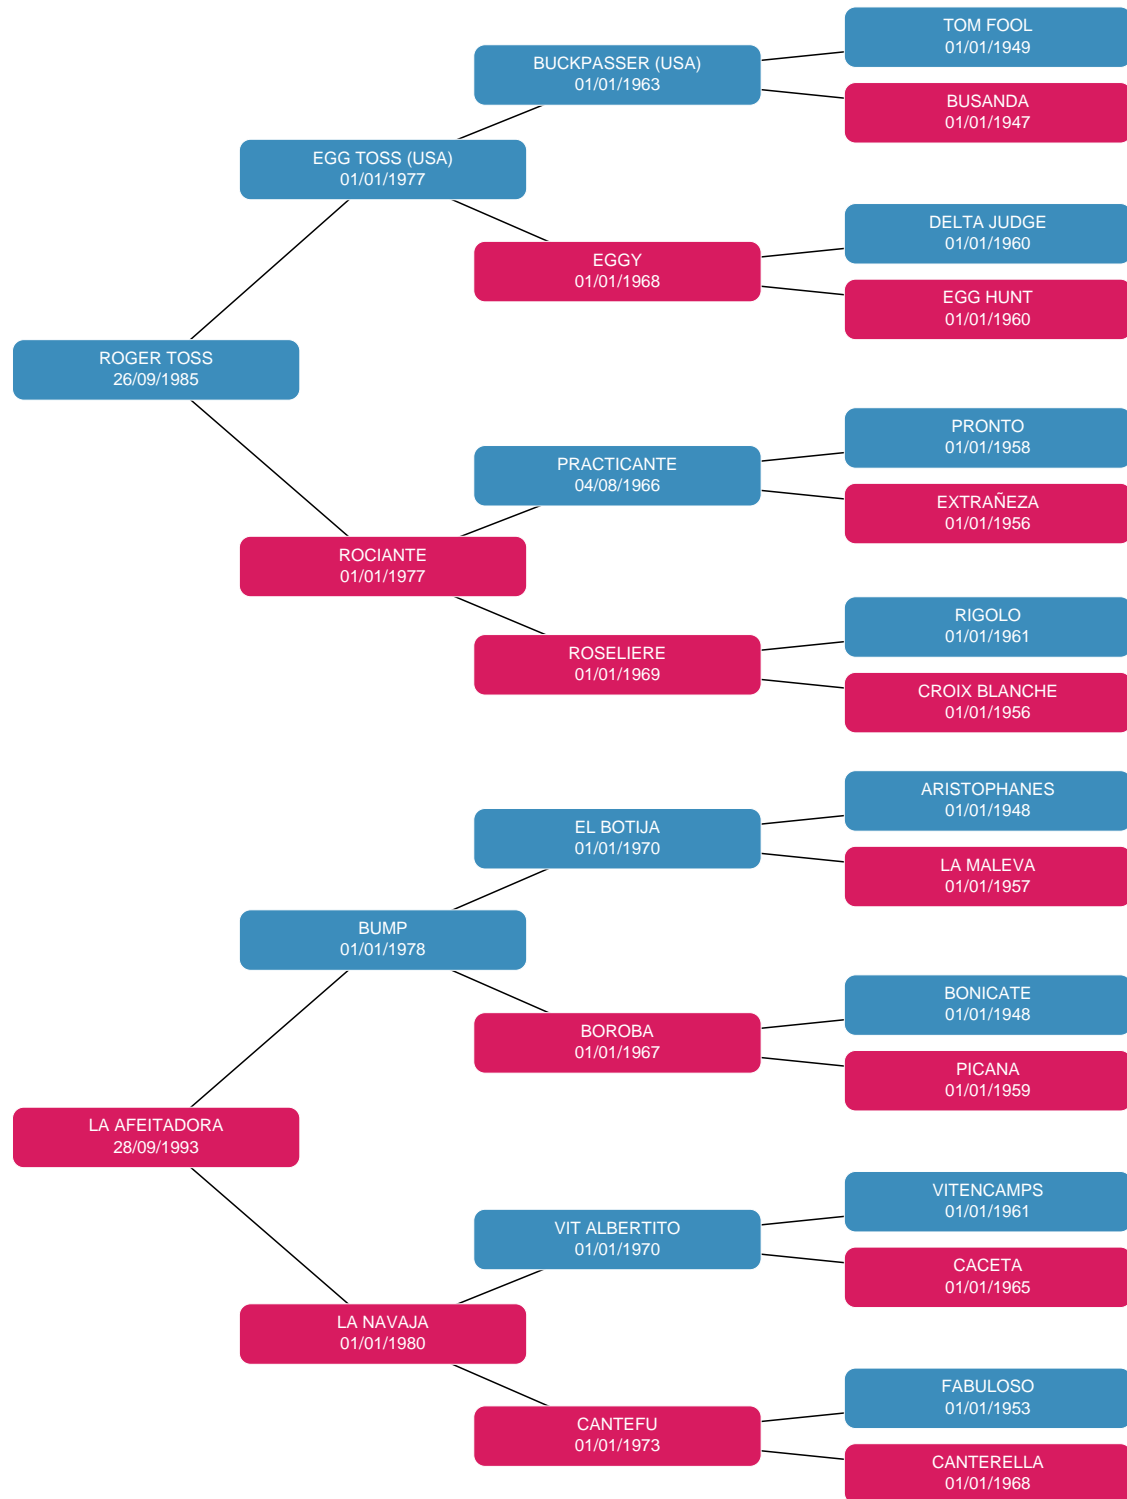 TOM FOOL
01/01/1949
BUCKPASSER (USA)
01/01/1963
BUSANDA
01/01/1947
EGG TOSS (USA)
01/01/1977
DELTA JUDGE
01/01/1960
EGGY
01/01/1968
EGG HUNT
01/01/1960
ROGER TOSS
26/09/1985
PRONTO
01/01/1958
PRACTICANTE
04/08/1966
EXTRAÑEZA
01/01/1956
ROCIANTE
01/01/1977
RIGOLO
01/01/1961
ROSELIERE
01/01/1969
CROIX BLANCHE
01/01/1956
ARISTOPHANES
01/01/1948
EL BOTIJA
01/01/1970
LA MALEVA
01/01/1957
BUMP
01/01/1978
BONICATE
01/01/1948
BOROBA
01/01/1967
PICANA
01/01/1959
LA AFEITADORA
28/09/1993
VITENCAMPS
01/01/1961
VIT ALBERTITO
01/01/1970
CACETA
01/01/1965
LA NAVAJA
01/01/1980
FABULOSO
01/01/1953
CANTEFU
01/01/1973
CANTERELLA
01/01/1968